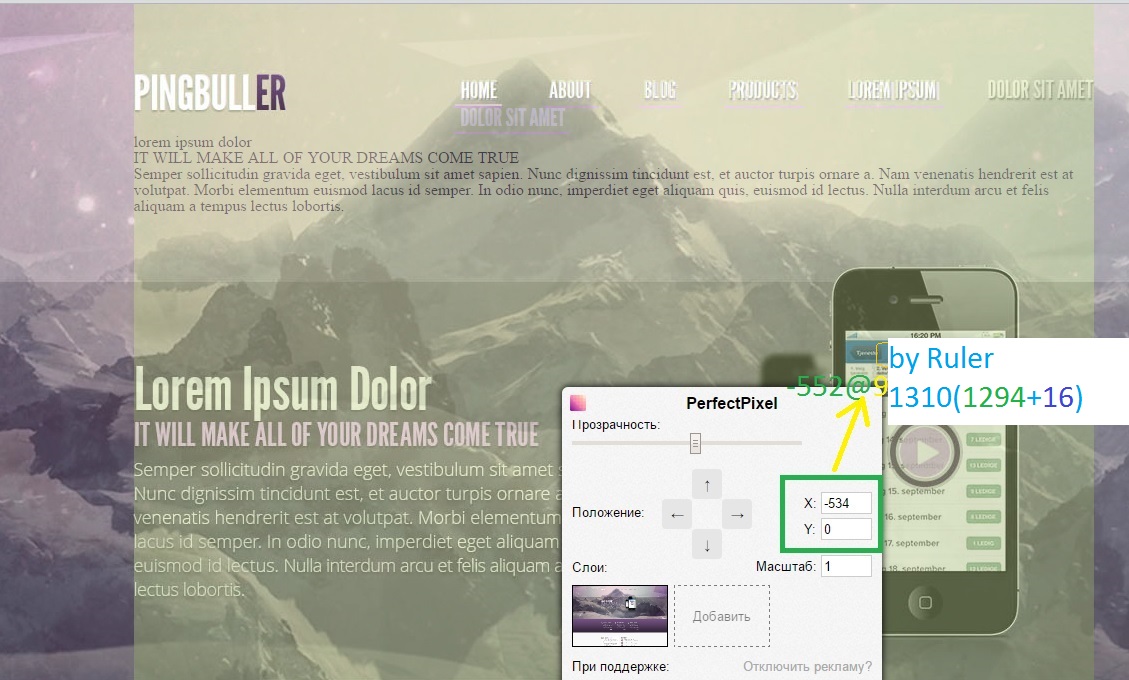 PINGBULLER
HOME ABOUT BLOG PRODUCTS LOREM IPSUM DOLOR SIT AMET
DOLOR SIT AMET
lorem ipsum dolor
IT WILL MAKE ALL OF YOUR DREAMS COME TRUE
Semper sollicitudin gravida eget, vestibulum sit amet sapien. Nunc dignissim tincidunt est, et auctor turpis ornare a. Nam venenatis hendrerit est at
volutpat. Morbi elementum euismod lacus id semper. In odio nunc, imperdiet eget aliquam quis, euismod id lectus. Nulla interdum arcu et felis
aliquam a tempus lectus lobortis.
16:20 PM
by Ruler
-552@9
1310(1294+16)
Lorem Ipsum Dolor
IT WILL MAKE ALL OF YOUR DREAMS COME TRUE
Semper sollicitudin gravida eget, vestibulum sit amet s
Nunc dignissim tincidunt est, et auctor turpis ornare a
venenatis hendrerit est at volutpat. Morbi elementum
lacus id semper. In odio nunc, imperdiet eget aliquam
euismod id lectus. Nulla interdum arcu et felis aliquam a
lectus lobortis.
PerfectPixel
Прозрачность:
Положение:
↑
← →
↓
X: -534
Y: 0
Масштаб: 1
Слои:
Добавить
При поддержке: Отключить рекламу?
7 LEDIGE
15. september
16. september
17. september
18. september